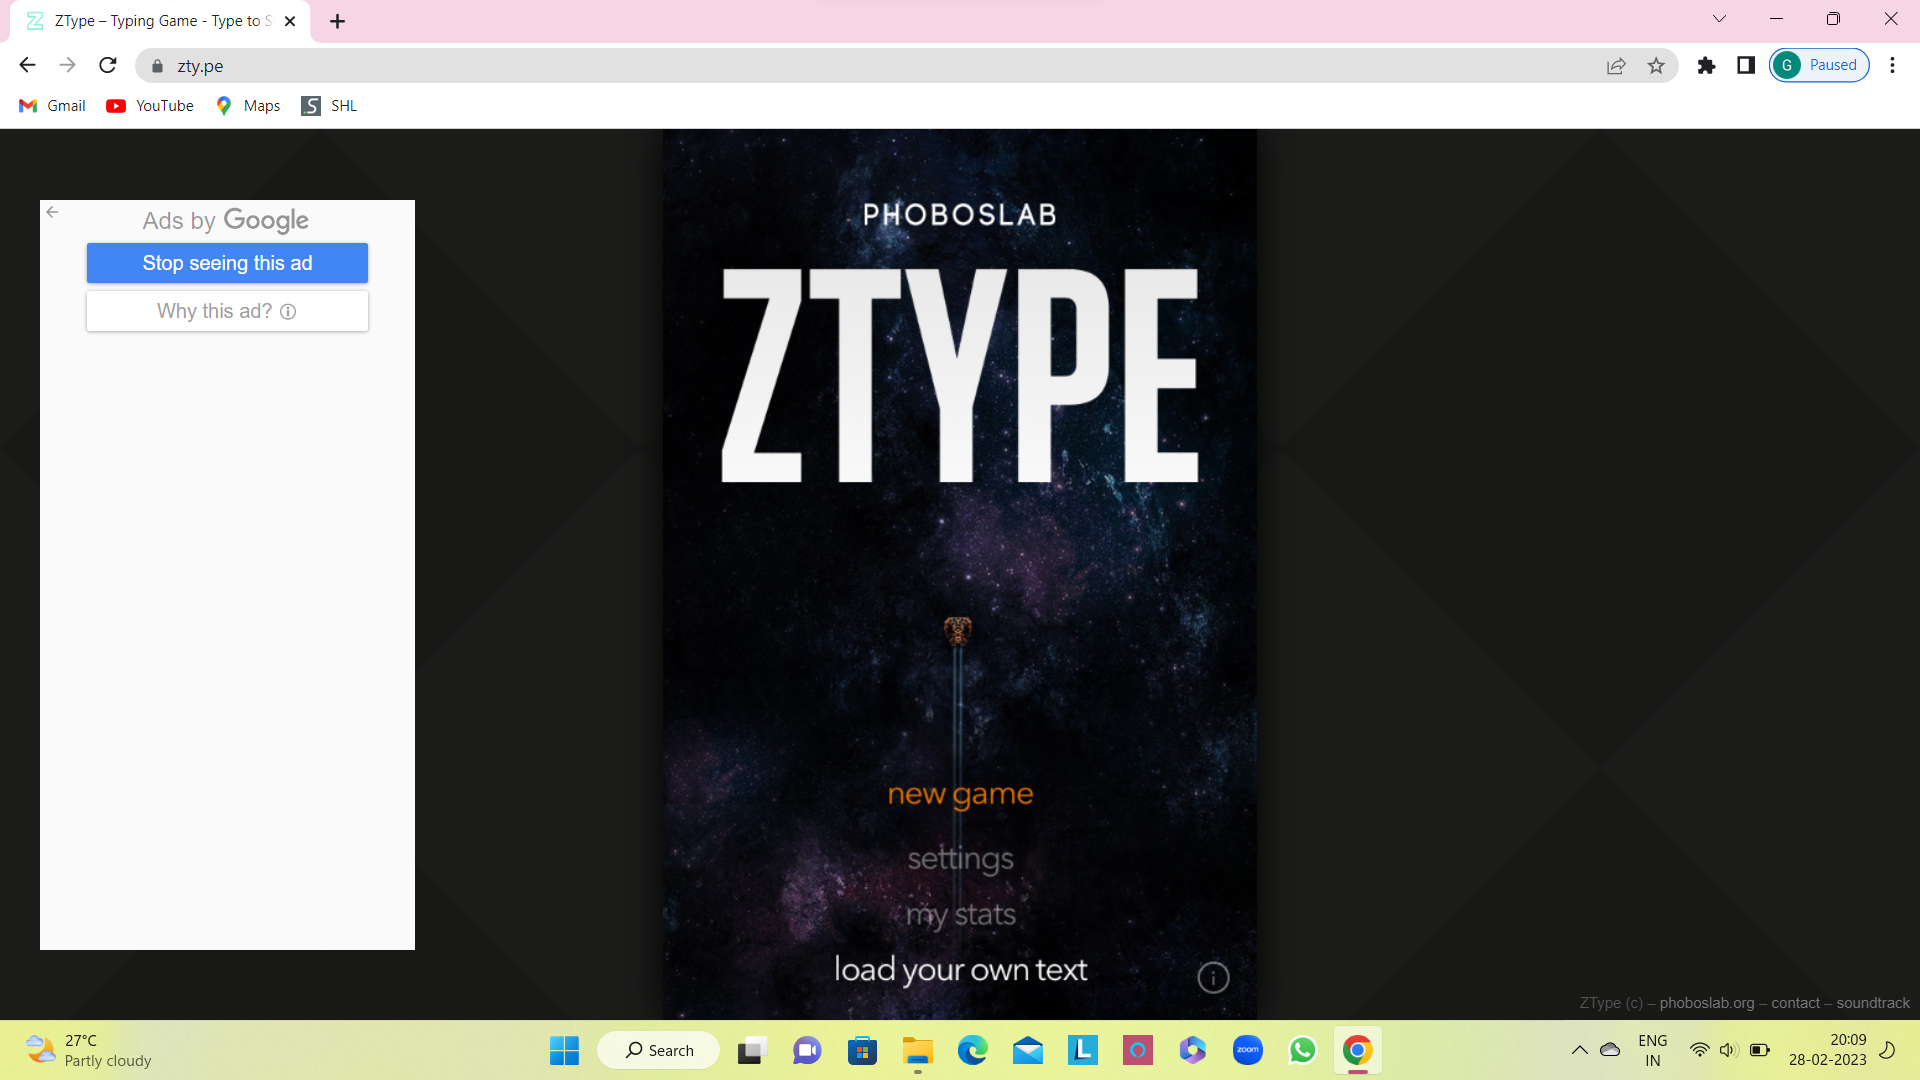 ZType – Typing Game - Type to S
zty.pe
G Paused
Gmail YouTube Maps S SHL
Ads by Google
Stop seeing this ad
Why this ad?
PHOBOSLAB
ZTYPE
new game
settings
my stats
load your own text
ZType (c) – phoboslab.org – contact – soundtrack
27°C
Partly cloudy
Search
L
zoom
ENG
IN
20:09
28-02-2023